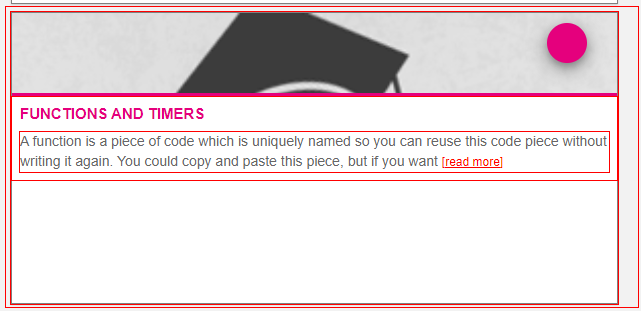 FUNCTIONS AND TIMERS
A function is a piece of code which is uniquely named so you can reuse this code piece without
writing it again. You could copy and paste this piece, but if you want [read more]